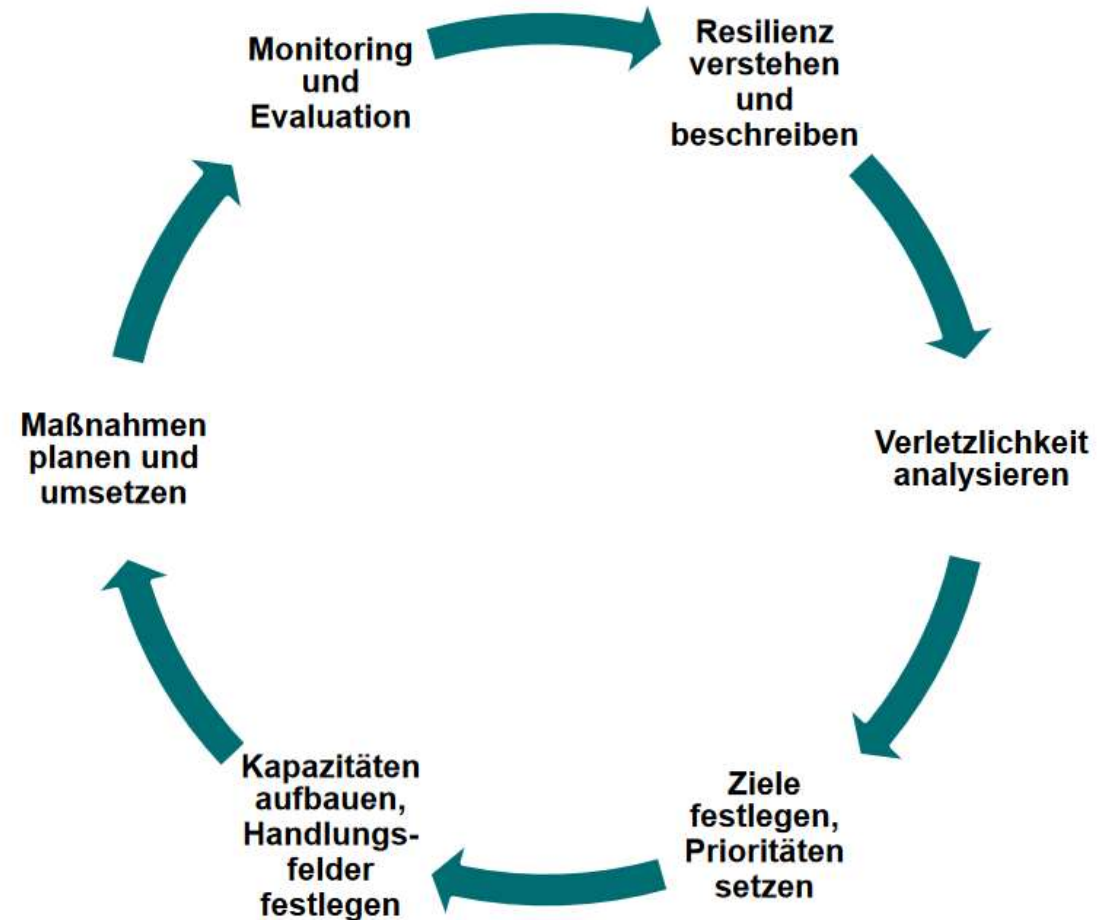 Monitoring
und
Evaluation
Resilienz
verstehen
und
beschreiben
Verletzlichkeit
analysieren
Ziele
festlegen,
Prioritäten
setzen
Kapazitäten
aufbauen,
Handlungs-
felder
festlegen
Maßnahmen
planen und
umsetzen